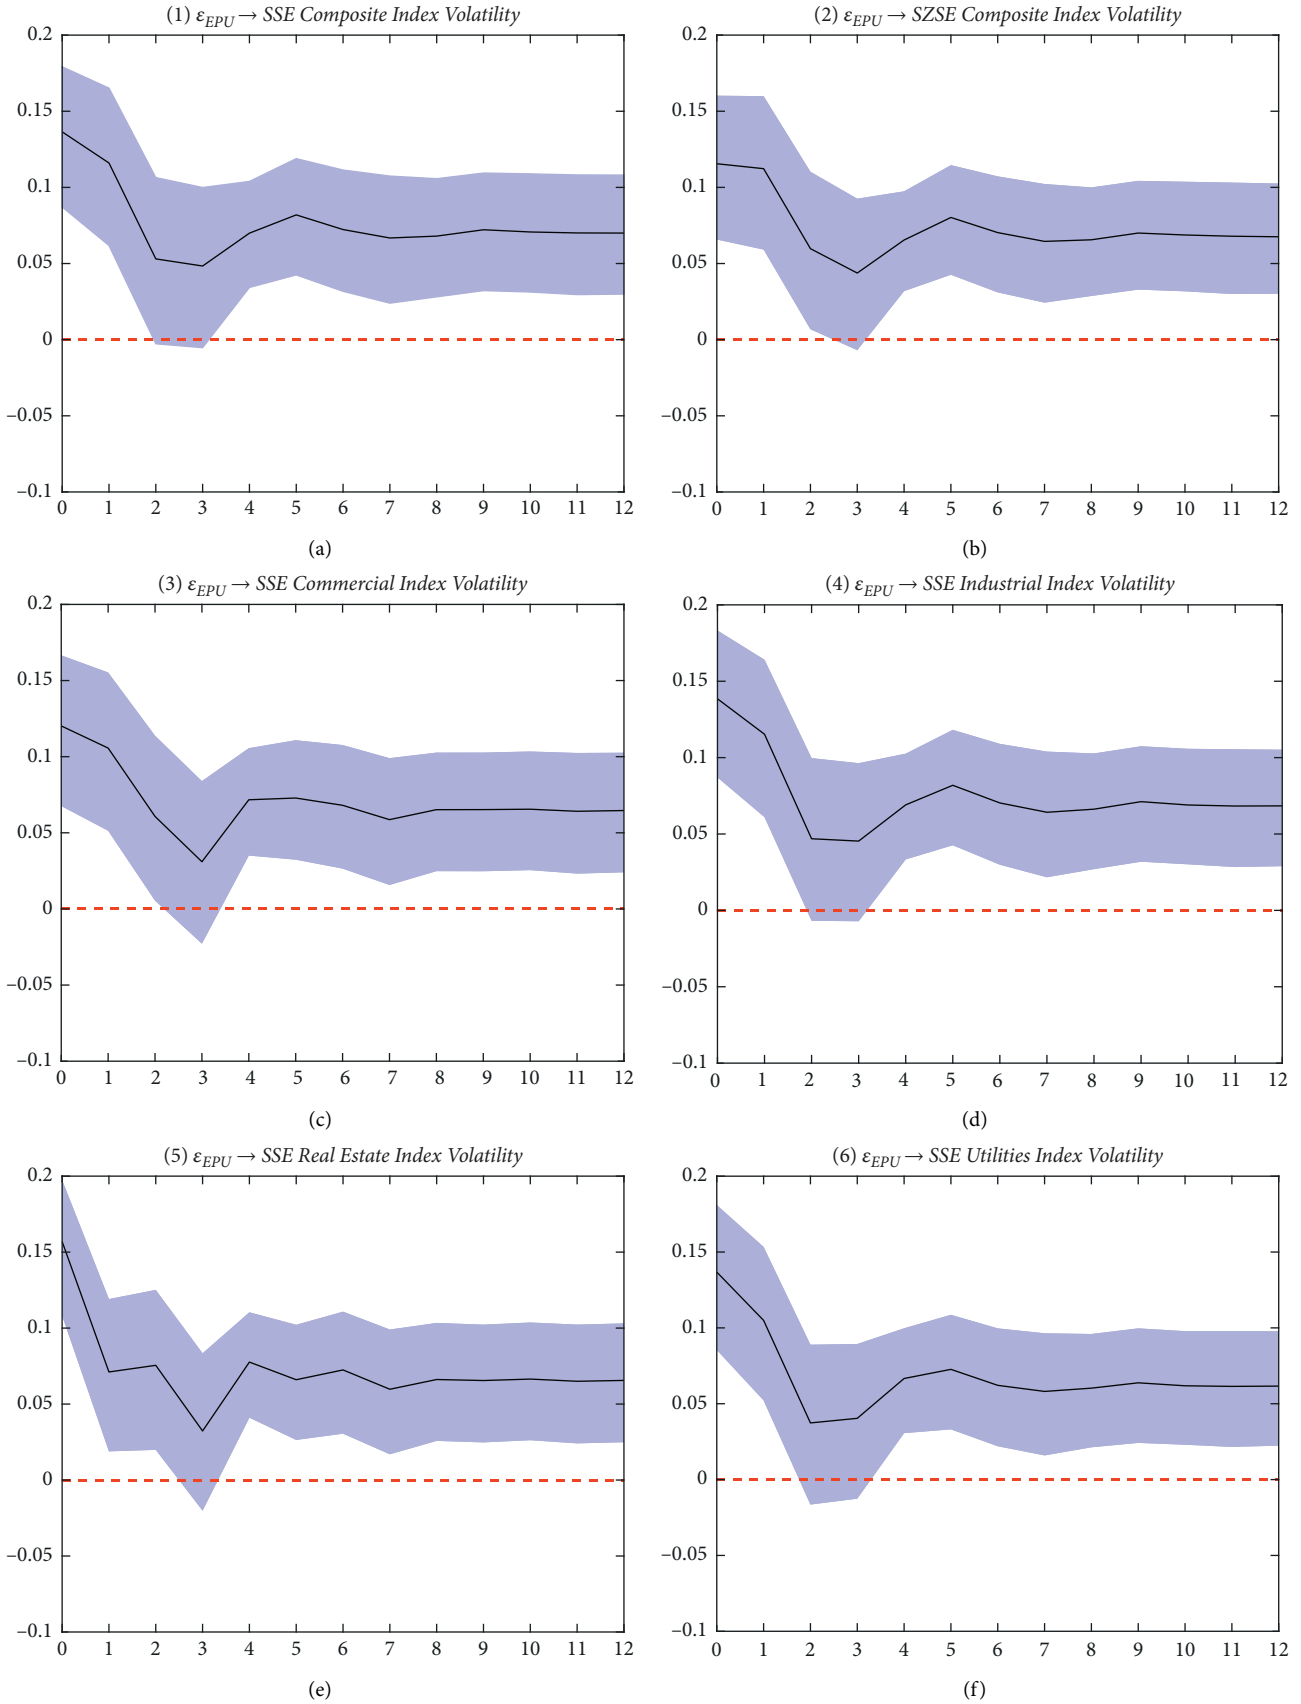 (1) ε_EPU → SSE Composite Index Volatility
0.2
0.15
0.1
0.05
0
–0.05
–0.1
0 1 2 3 4 5 6 7 8 9 10 11 12
(a)
(2) ε_EPU → SZSE Composite Index Volatility
0.2
0.15
0.1
0.05
0
–0.05
–0.1
0 1 2 3 4 5 6 7 8 9 10 11 12
(b)
(3) ε_EPU → SSE Commercial Index Volatility
0.2
0.15
0.1
0.05
0
–0.05
–0.1
0 1 2 3 4 5 6 7 8 9 10 11 12
(c)
(4) ε_EPU → SSE Industrial Index Volatility
0.2
0.15
0.1
0.05
0
–0.05
–0.1
0 1 2 3 4 5 6 7 8 9 10 11 12
(d)
(5) ε_EPU → SSE Real Estate Index Volatility
0.2
0.15
0.1
0.05
0
–0.05
–0.1
0 1 2 3 4 5 6 7 8 9 10 11 12
(e)
(6) ε_EPU → SSE Utilities Index Volatility
0.2
0.15
0.1
0.05
0
–0.05
–0.1
0 1 2 3 4 5 6 7 8 9 10 11 12
(f)